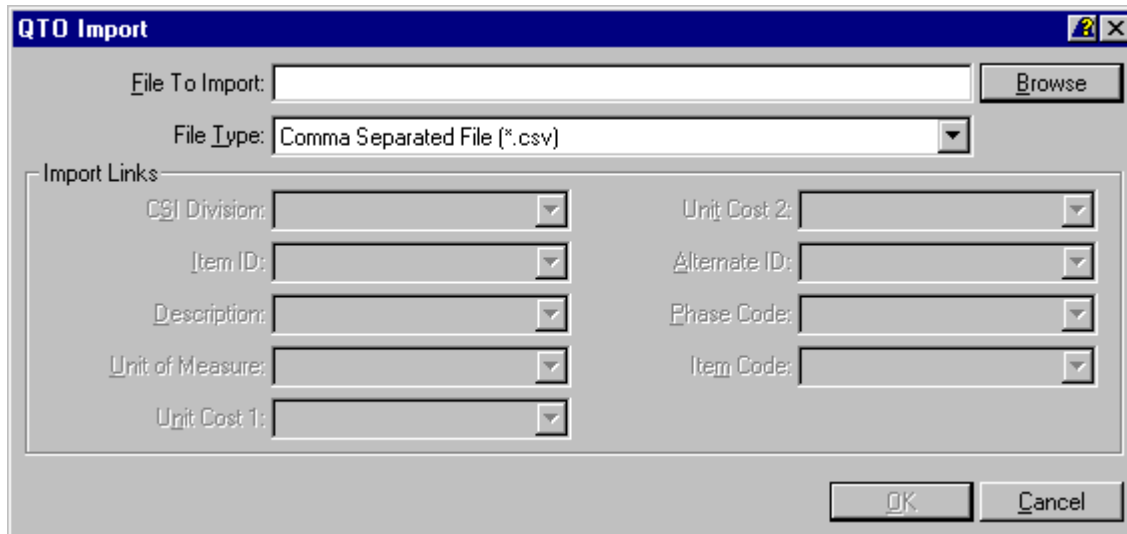 QTO Import
File To Import:
Browse
File Type: Comma Separated File (*.csv)
Import Links
CSI Division:
Unit Cost 2:
Item ID:
Alternate ID:
Description:
Phase Code:
Unit of Measure:
Item Code:
Unit Cost 1:
OK
Cancel